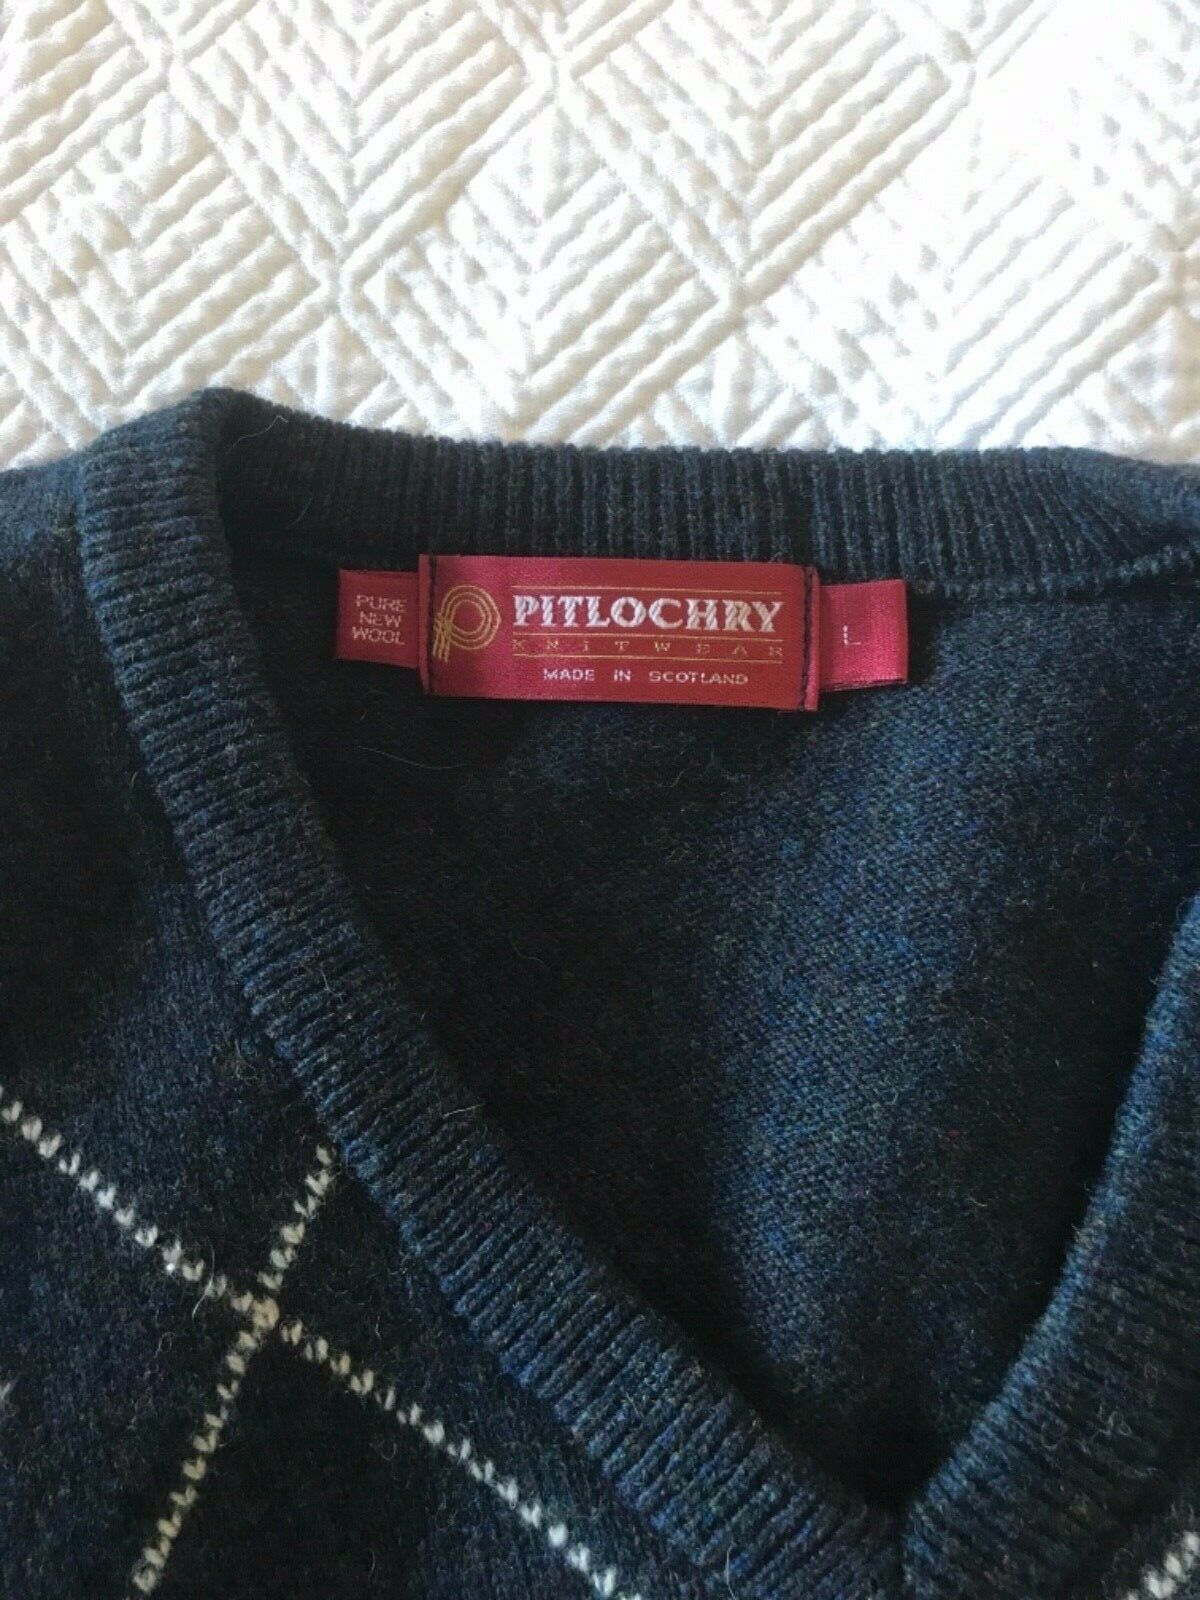 PURE
NEW
WOOL
PITLOCHRY
KNITWEAR
MADE IN SCOTLAND
L